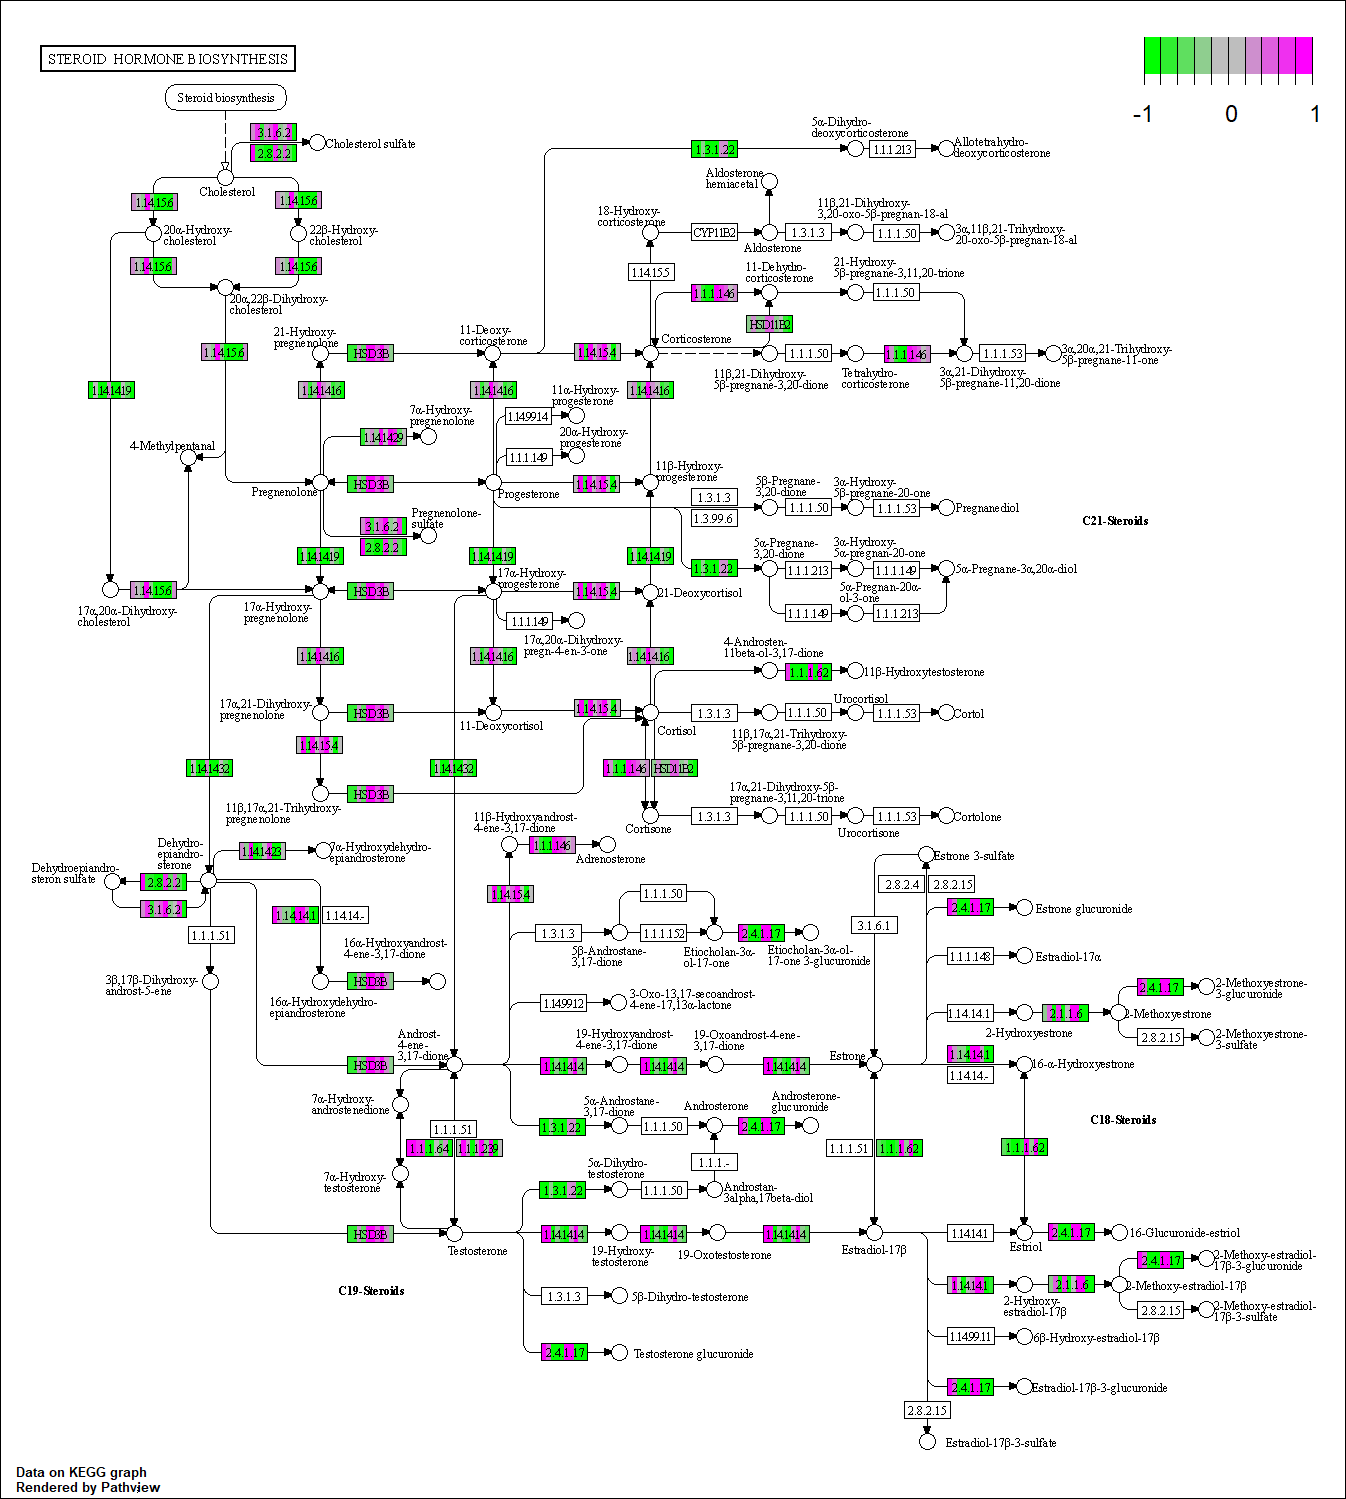 STEROID HORMONE BIOSYNTHESIS
-1
0
1
Steroid biosynthesis
3.1.6.2
2.8.2.2
Cholesterol sulfate
Cholesterol
1.14.15.6
1.14.15.6
20α-Hydroxy-
cholesterol
22β-Hydroxy-
cholesterol
1.14.15.6
1.14.15.6
20α,22β-Dihydroxy-
cholesterol
1.14.15.6
1.14.14.19
4-Methylpentanal
17α,20α-Dihydroxy-
cholesterol
1.14.15.6
5α-Dihydro-
deoxycorticosterone
1.3.1.22
1.1.1.213
Allotetrahydro-
deoxycorticosterone
Aldosterone
hemiacetal
18-Hydroxy-
corticosterone
CYP11B2
Aldosterone
11β,21-Dihydroxy-
3,20-oxo-5β-pregnan-18-al
1.3.1.3
1.1.1.50
3α,11β,21-Trihydroxy-
20-oxo-5β-pregnan-18-al
1.14.15.5
11-Dehydro-
corticosterone
21-Hydroxy-
5β-pregnane-3,11,20-trione
1.1.1.146
1.1.1.50
HSD11B2
21-Hydroxy-
pregnenolone
HSD3B
11-Deoxy-
corticosterone
1.14.15.4
Corticosterone
1.1.1.50
1.1.1.146
1.1.1.53
3α,20α,21-Trihydroxy-
5β-pregnane-11-one
11β,21-Dihydroxy-
5β-pregnane-3,20-dione
Tetrahydro-
corticosterone
3α,21-Dihydroxy-
5β-pregnane-11,20-dione
1.14.14.16
1.14.14.16
1.14.14.16
7α-Hydroxy-
pregnenolone
1.14.14.29
11α-Hydroxy-
progesterone
1.14.99.14
20α-Hydroxy-
progesterone
1.1.1.149
Pregnenolone
HSD3B
Progesterone
1.14.15.4
11β-Hydroxy-
progesterone
Pregnenolone-
sulfate
3.1.6.2
2.8.2.2
1.3.1.3
1.3.99.6
5β-Pregnane-
3,20-dione
1.1.1.50
3α-Hydroxy-
5β-pregnane-20-one
1.1.1.53
Pregnanediol
C21-Steroids
1.14.14.19
1.14.14.19
1.14.14.19
1.3.1.22
5α-Pregnane-
3,20-dione
1.1.1.213
3α-Hydroxy-
5α-pregnan-20-one
1.1.1.149
5α-Pregnane-3α,20α-diol
5α-Pregnan-20α-
ol-3-one
1.1.1.149
1.1.1.213
17α-Hydroxy-
pregnenolone
HSD3B
17α-Hydroxy-
progesterone
1.14.15.4
21-Deoxycortisol
1.1.1.149
17α,20α-Dihydroxy-
pregn-4-en-3-one
1.14.14.16
1.14.14.16
1.14.14.16
4-Androsten-
11beta-ol-3,17-dione
1.1.1.62
11β-Hydroxytestosterone
17α,21-Dihydroxy-
pregnenolone
HSD3B
11-Deoxycortisol
1.14.15.4
Cortisol
1.3.1.3
1.1.1.50
Urocortisol
1.1.1.53
Cortol
11β,17α,21-Trihydroxy-
5β-pregnane-3,20-dione
1.14.15.4
1.14.14.32
1.14.14.32
1.1.1.146
HSD11B2
11β,17α,21-Trihydroxy-
pregnenolone
HSD3B
17α,21-Dihydroxy-5β-
pregnane-3,11,20-trione
Cortisone
1.3.1.3
1.1.1.50
Urocortisone
1.1.1.53
Cortolone
Dehydro-
epiandro-
sterone
1.14.14.23
7α-Hydroxydehydro-
epiandrosterone
Dehydroepiandro-
steron sulfate
2.8.2.2
3.1.6.2
1.14.14.1
1.14.14.-
1.1.1.51
16α-Hydroxyandrost-
4-ene-3,17-dione
3β,17β-Dihydroxy-
androst-5-ene
HSD3B
16α-Hydroxydehydro-
epiandrosterone
11β-Hydroxyandrost-
4-ene-3,17-dione
1.1.1.146
Adrenosterone
1.14.15.4
1.1.1.50
1.3.1.3
5β-Androstane-
3,17-dione
1.1.1.152
Etiocholan-3α-
ol-17-one
2.4.1.17
Etiocholan-3α-ol-
17-one 3-glucuronide
1.14.99.12
3-Oxo-13,17-secoandrost-
4-ene-17,13α-lactone
Androst-
4-ene-
3,17-dione
HSD3B
19-Hydroxyandrost-
4-ene-3,17-dione
19-Oxoandrost-4-ene-
3,17-dione
1.14.14.14
1.14.14.14
1.14.14.14
Estrone
Estrone 3-sulfate
2.8.2.4
2.8.2.15
3.1.6.1
2.4.1.17
Estrone glucuronide
1.1.1.148
Estradiol-17α
1.14.14.1
2-Hydroxyestrone
2.1.1.6
2-Methoxyestrone
2.4.1.17
2-Methoxyestrone-
3-glucuronide
2.8.2.15
2-Methoxyestrone-
3-sulfate
1.14.14.1
1.14.14.-
16-α-Hydroxyestrone
C18-Steroids
7α-Hydroxy-
androstenedione
1.1.1.51
1.1.1.64
1.1.1.239
7α-Hydroxy-
testosterone
1.3.1.22
5α-Androstane-
3,17-dione
1.1.1.50
Androsterone
2.4.1.17
Androsterone-
glucuronide
1.1.1.-
5α-Dihydro-
testosterone
1.3.1.22
1.1.1.50
Androstan-
3alpha,17beta-diol
1.1.1.51
1.1.1.62
1.1.1.62
HSD3B
Testosterone
1.14.14.14
19-Hydroxy-
testosterone
1.14.14.14
19-Oxotestosterone
1.14.14.14
Estradiol-17β
1.14.14.1
Estriol
2.4.1.17
16-Glucuronide-estriol
C19-Steroids
1.3.1.3
5β-Dihydro-testosterone
2.4.1.17
Testosterone glucuronide
1.14.14.1
2-Hydroxy-
estradiol-17β
2.1.1.6
2-Methoxy-estradiol-17β
2.4.1.17
2-Methoxy-estradiol-
17β-3-glucuronide
2.8.2.15
2-Methoxy-estradiol-
17β-3-sulfate
1.14.99.11
6β-Hydroxy-estradiol-17β
2.4.1.17
Estradiol-17β-3-glucuronide
2.8.2.15
Estradiol-17β-3-sulfate
Data on KEGG graph
Rendered by Pathview